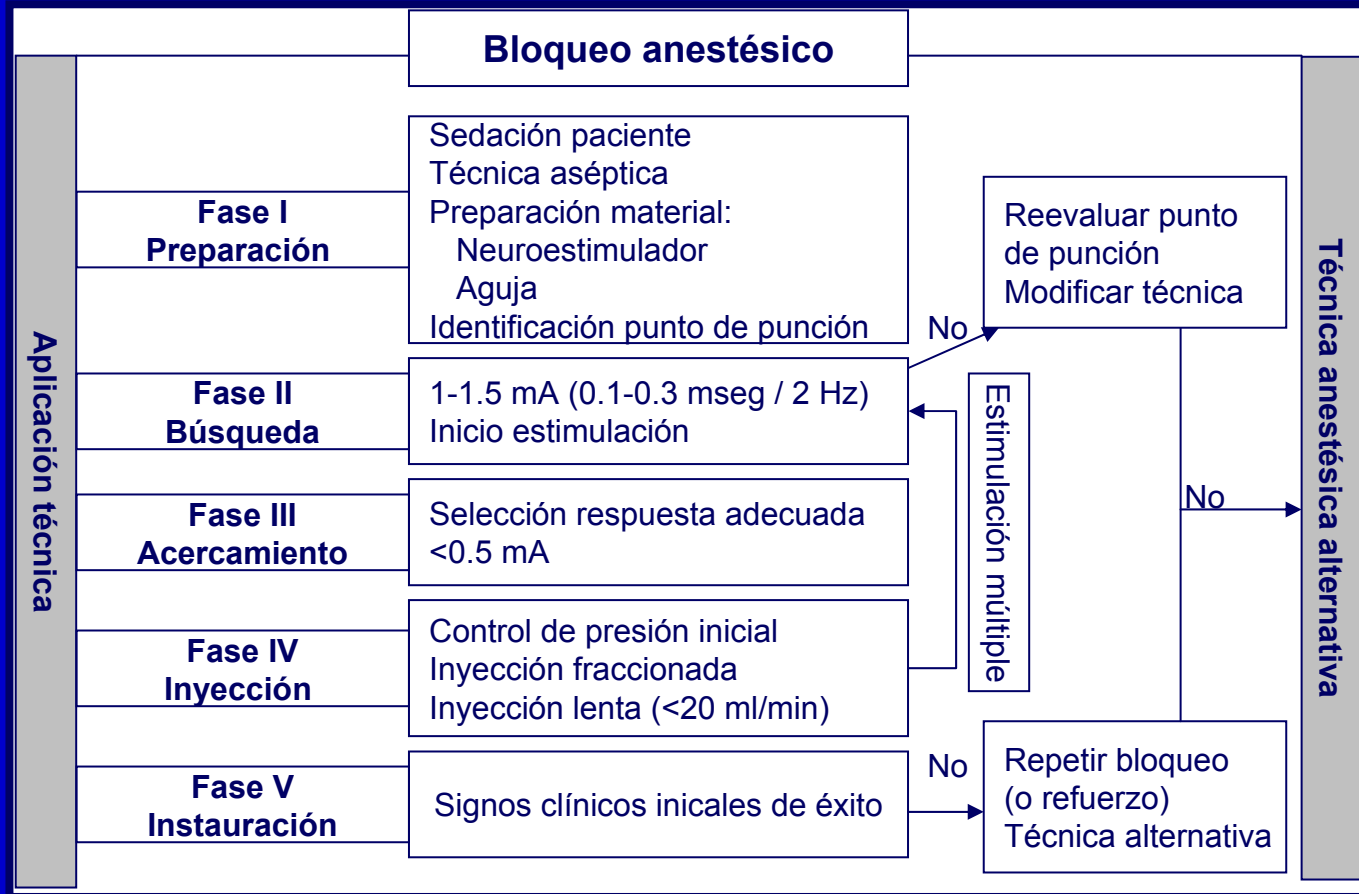 Bloqueo anestésico
Aplicación técnica
Fase I
Preparación
Sedación paciente
Técnica aséptica
Preparación material:
Neuroestimulador
Aguja
Identificación punto de punción
Fase II
Búsqueda
1-1.5 mA (0.1-0.3 mseg / 2 Hz)
Inicio estimulación
No
Reevaluar punto
de punción
Modificar técnica
Fase III
Acercamiento
Selección respuesta adecuada
<0.5 mA
Estimulación múltiple
No
Fase IV
Inyección
Control de presión inicial
Inyección fraccionada
Inyección lenta (<20 ml/min)
Fase V
Instauración
Signos clínicos inicales de éxito
No
Repetir bloqueo
(o refuerzo)
Técnica alternativa
Técnica anestésica alternativa